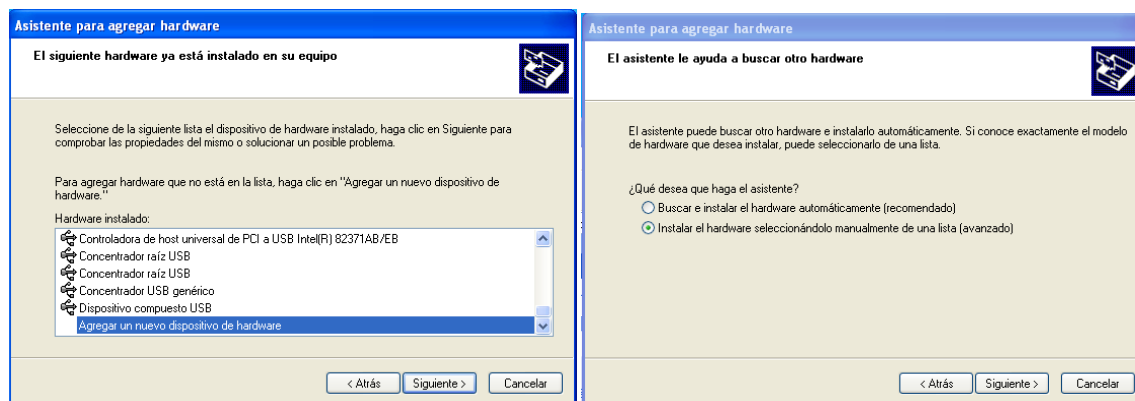 Asistente para agregar hardware
El siguiente hardware ya está instalado en su equipo
Seleccione de la siguiente lista el dispositivo de hardware instalado, haga clic en Siguiente para
comprobar las propiedades del mismo o solucionar un posible problema.
Para agregar hardware que no está en la lista, haga clic en "Agregar un nuevo dispositivo de
hardware."
Hardware instalado:
Controladora de host universal de PCI a USB Intel(R) 82371AB/EB
Concentrador raíz USB
Concentrador raíz USB
Concentrador USB genérico
Dispositivo compuesto USB
Agregar un nuevo dispositivo de hardware
< Atrás
Siguiente >
Cancelar
Asistente para agregar hardware
El asistente le ayuda a buscar otro hardware
El asistente puede buscar otro hardware e instalarlo automáticamente. Si conoce exactamente el modelo
de hardware que desea instalar, puede seleccionarlo de una lista.
¿Qué desea que haga el asistente?
Buscar e instalar el hardware automáticamente (recomendado)
Instalar el hardware seleccionándolo manualmente de una lista (avanzado)
< Atrás
Siguiente >
Cancelar